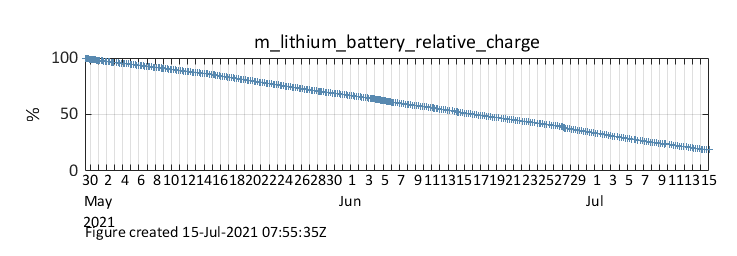 m_lithium_battery_relative_charge
100
50
0
%
30 2 4 6 8 10 12 14 16 18 20 22 24 26 28 30 1 3 5 7 9 11 13 15 17 19 21 23 25 27 29 1 3 5 7 9 11 13 15
May Jun Jul
2021
Figure created 15-Jul-2021 07:55:35Z